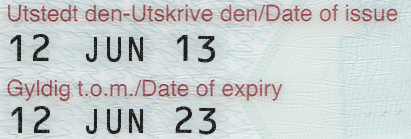 Utstedt den-Utskrive den/Date of issue
12 JUN 13
Gyldig t.o.m./Date of expiry
12 JUN 23